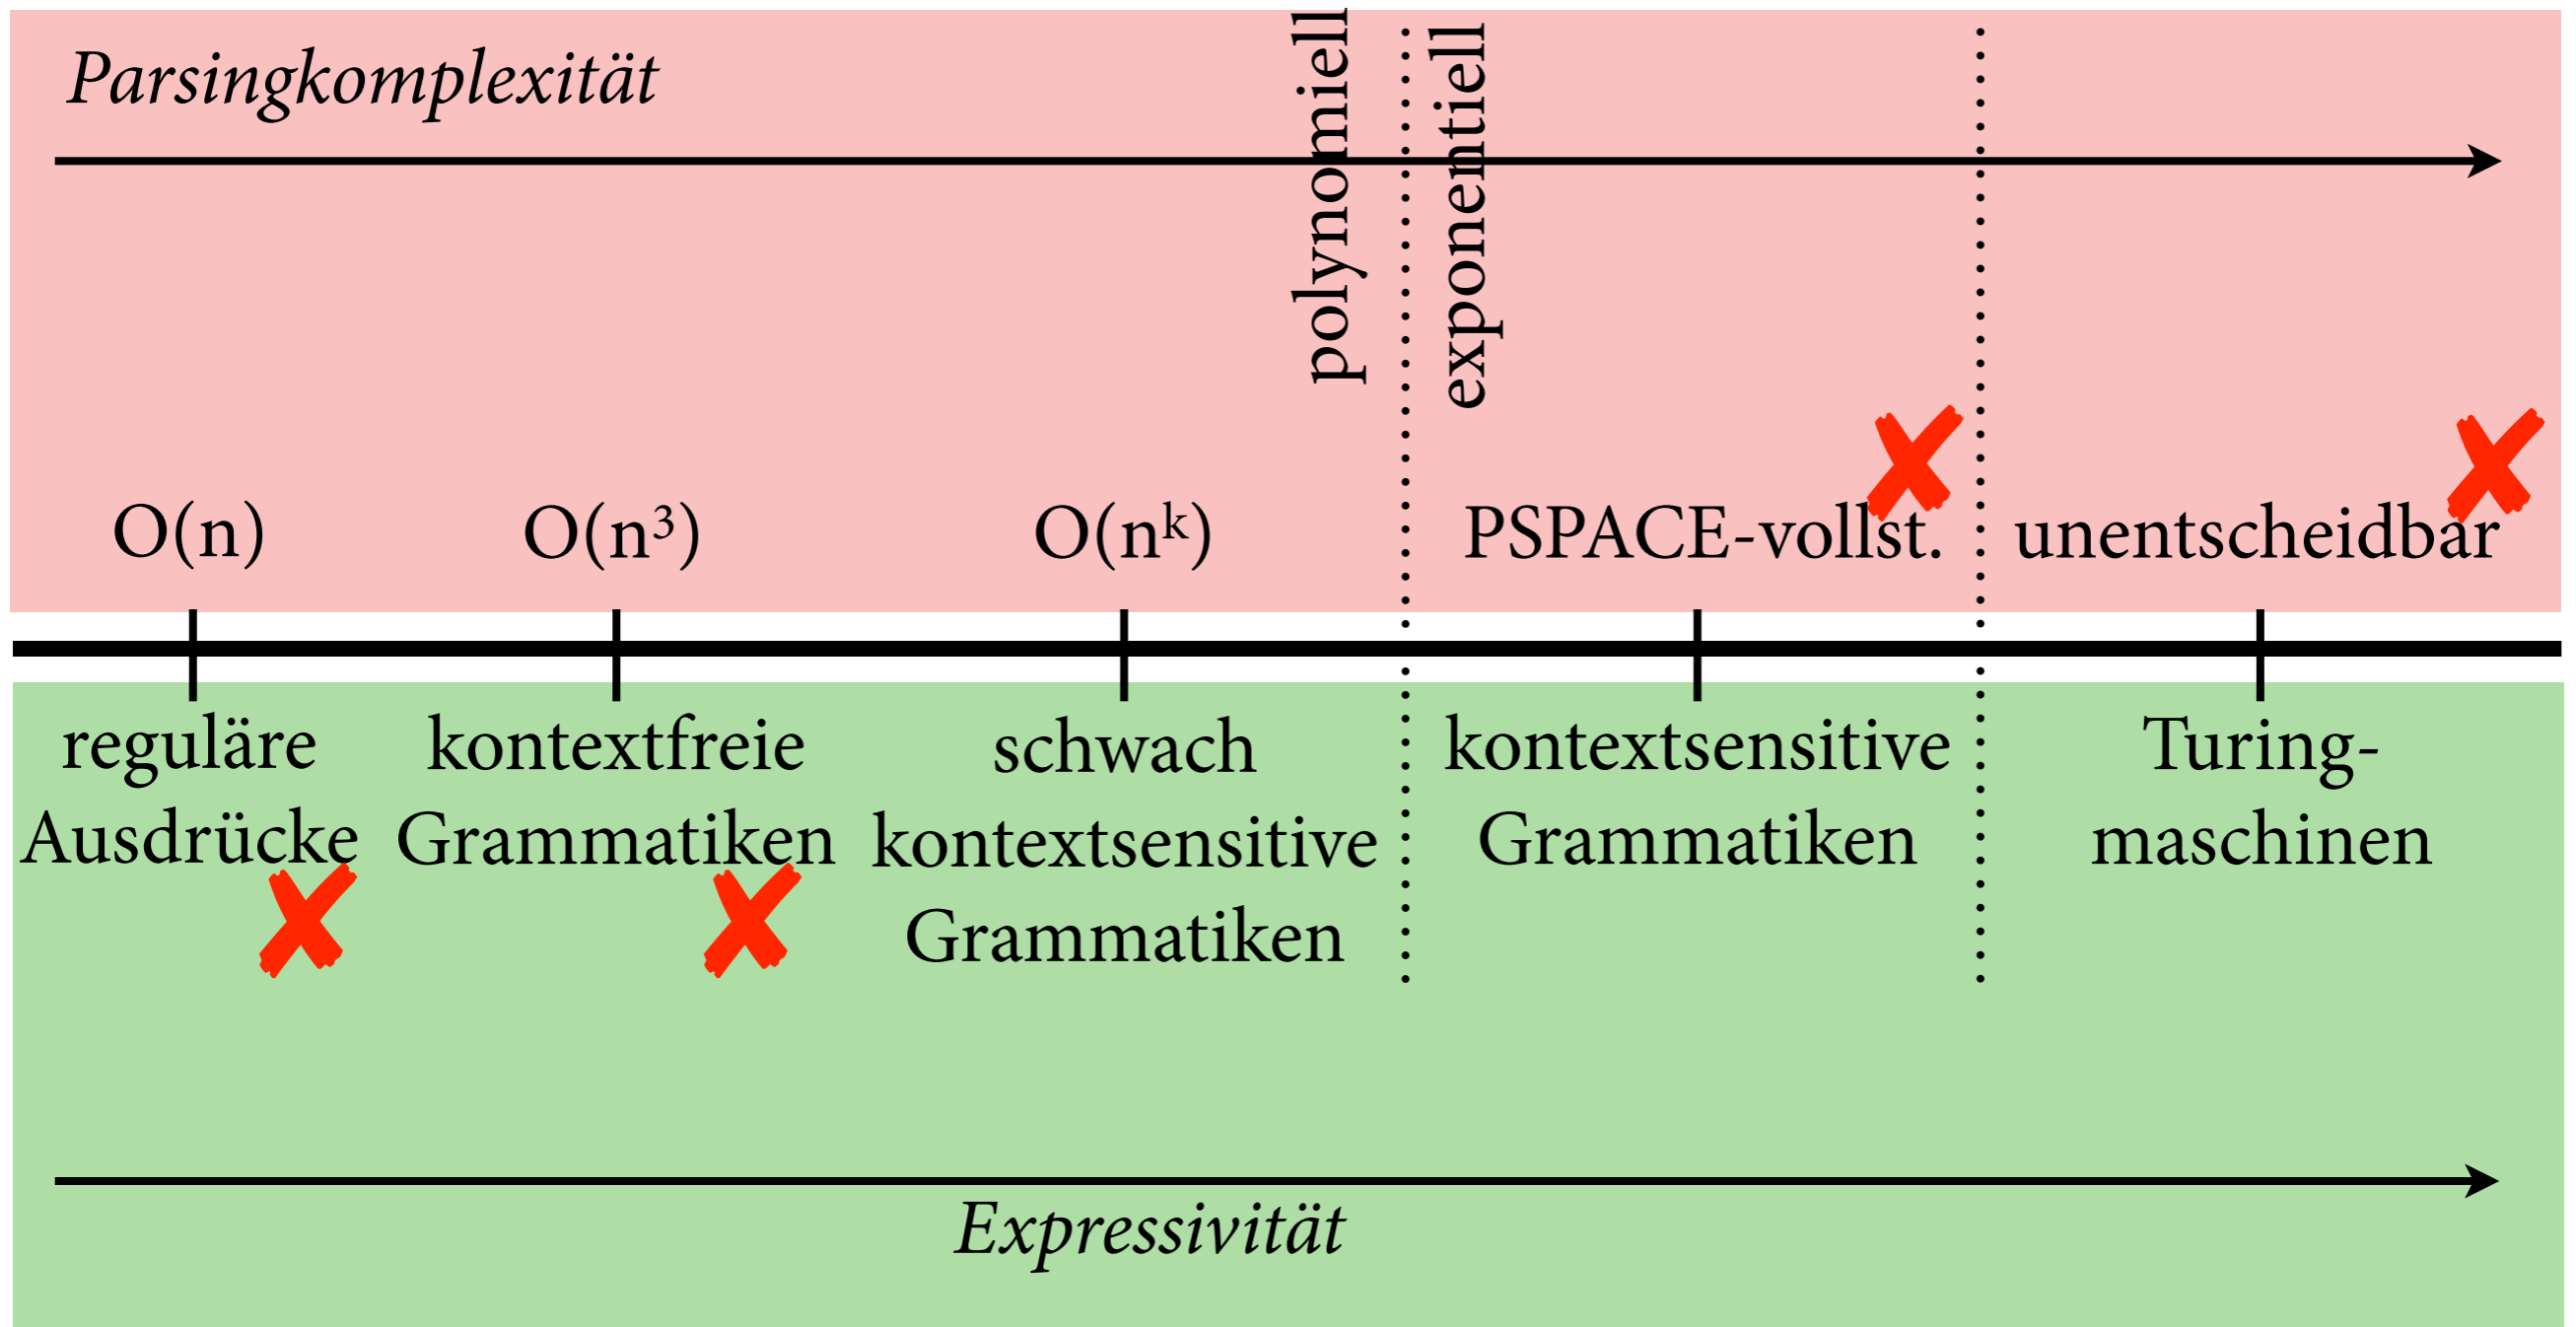 Parsingkomplexität
polynomiell
exponentiell
O(n)
O(n³)
O(nᵏ)
PSPACE-vollst.
unentscheidbar
reguläre
Ausdrücke
kontextfreie
Grammatiken
schwach
kontextsensitive
Grammatiken
kontextsensitive
Grammatiken
Turing-
maschinen
Expressivität